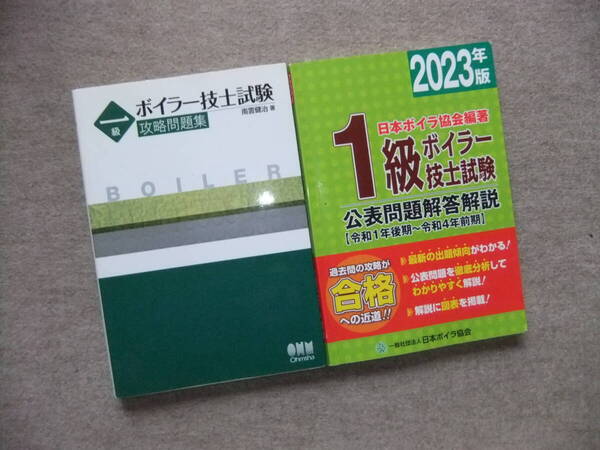 一級
ボイラー技士試験
攻略問題集
南雲健治 著
BOILER
OHM
Ohmsha
2023年版
日本ボイラ協会編著
1級ボイラー技士試験
公表問題解答解説
【令和1年後期～令和4年前期】
過去問の攻略が
合格
への近道!!
最新の出題傾向がわかる!
公表問題を徹底分析して
わかりやすく解説!
解説に図表を掲載!
一般社団法人 日本ボイラ協会